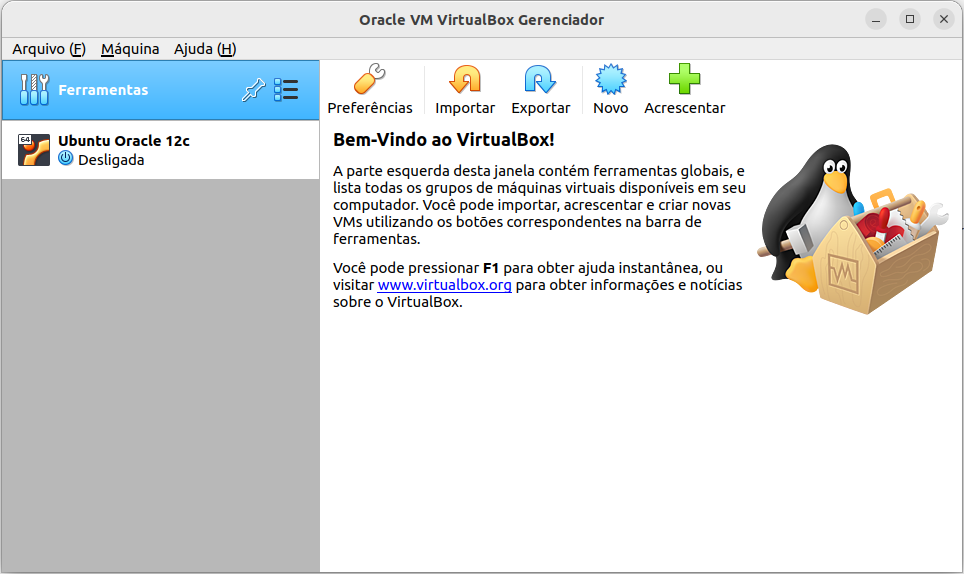 Oracle VM VirtualBox Gerenciador
Arquivo (F) Máquina Ajuda (H)
Ferramentas
Preferências Importar Exportar Novo Acrescentar
64
Ubuntu Oracle 12c
Desligada
Bem-Vindo ao VirtualBox!
A parte esquerda desta janela contém ferramentas globais, e
lista todas os grupos de máquinas virtuais disponíveis em seu
computador. Você pode importar, acrescentar e criar novas
VMs utilizando os botões correspondentes na barra de
ferramentas.
Você pode pressionar F1 para obter ajuda instantânea, ou
visitar www.virtualbox.org para obter informações e notícias
sobre o VirtualBox.
VM